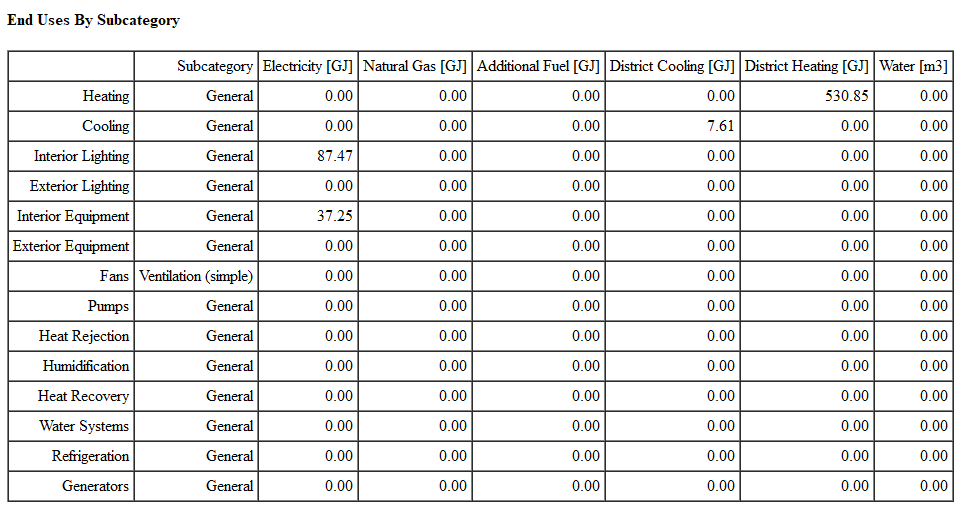 End Uses By Subcategory
Subcategory Electricity [GJ] Natural Gas [GJ] Additional Fuel [GJ] District Cooling [GJ] District Heating [GJ] Water [m3]
Heating General 0.00 0.00 0.00 0.00 530.85 0.00
Cooling General 0.00 0.00 0.00 7.61 0.00 0.00
Interior Lighting General 87.47 0.00 0.00 0.00 0.00 0.00
Exterior Lighting General 0.00 0.00 0.00 0.00 0.00 0.00
Interior Equipment General 37.25 0.00 0.00 0.00 0.00 0.00
Exterior Equipment General 0.00 0.00 0.00 0.00 0.00 0.00
Fans Ventilation (simple) 0.00 0.00 0.00 0.00 0.00 0.00
Pumps General 0.00 0.00 0.00 0.00 0.00 0.00
Heat Rejection General 0.00 0.00 0.00 0.00 0.00 0.00
Humidification General 0.00 0.00 0.00 0.00 0.00 0.00
Heat Recovery General 0.00 0.00 0.00 0.00 0.00 0.00
Water Systems General 0.00 0.00 0.00 0.00 0.00 0.00
Refrigeration General 0.00 0.00 0.00 0.00 0.00 0.00
Generators General 0.00 0.00 0.00 0.00 0.00 0.00